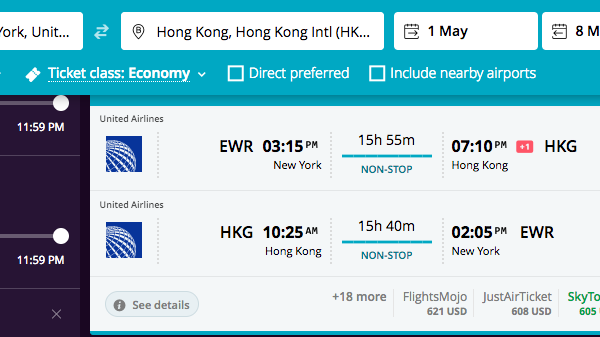 ork, Unit...
Hong Kong, Hong Kong Intl (HK...
1 May
8 M
Ticket class: Economy
Direct preferred
Include nearby airports
11:59 PM
11:59 PM
United Airlines
EWR 03:15 PM
New York
15h 55m
NON-STOP
07:10 PM +1 HKG
Hong Kong
United Airlines
HKG 10:25 AM
Hong Kong
15h 40m
NON-STOP
02:05 PM EWR
New York
See details
+18 more
FlightsMojo
621 USD
JustAirTicket
608 USD
SkyTo
605